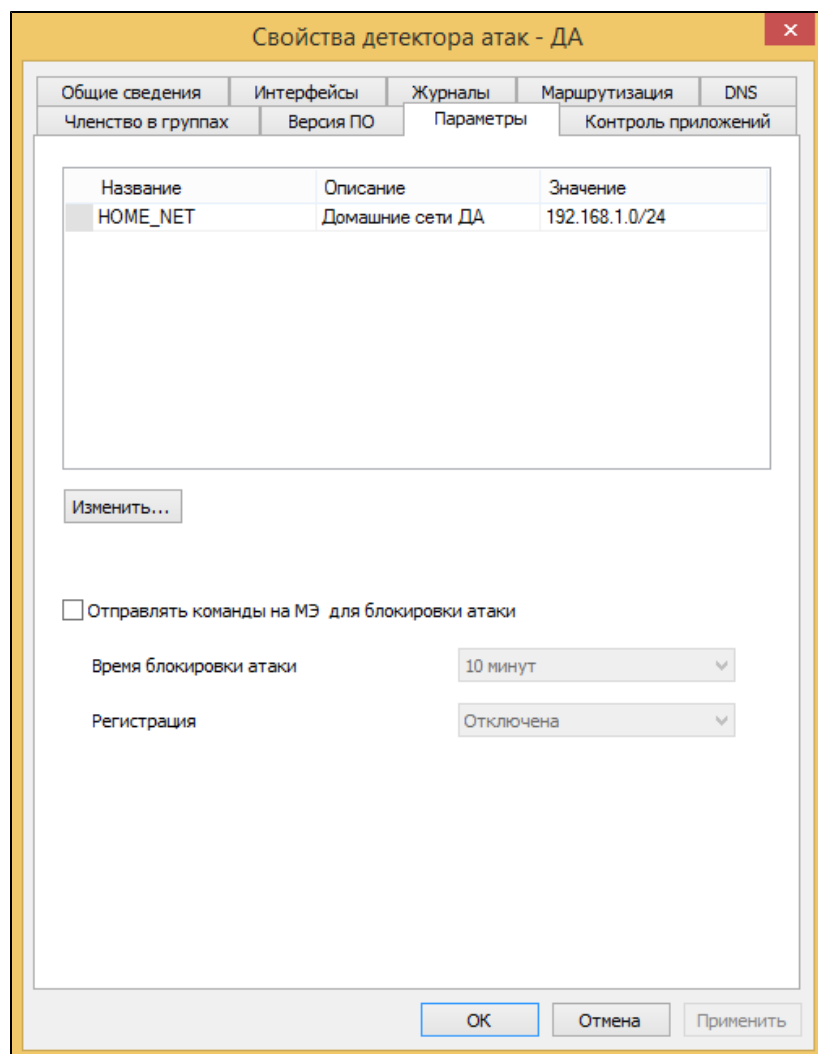 Свойства детектора атак - ДА
Общие сведения Интерфейсы Журналы Маршрутизация DNS
Членство в группах Версия ПО Параметры Контроль приложений
Название Описание Значение
HOME_NET Домашние сети ДА 192.168.1.0/24
Изменить...
Отправлять команды на МЭ для блокировки атаки
Время блокировки атаки 10 минут
Регистрация Отключена
ОК Отмена Применить